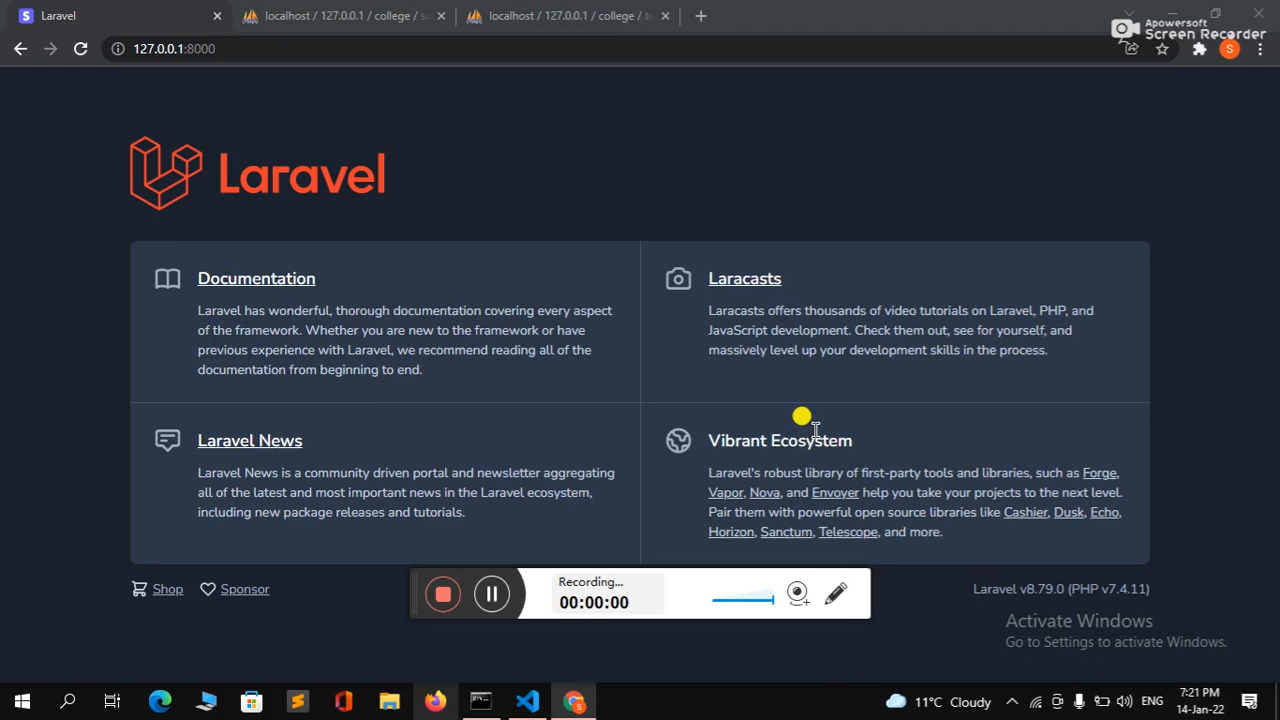 Laravel
localhost / 127.0.0.1 / college / s
localhost / 127.0.0.1 / college / t
Apowersoft
Screen Recorder
127.0.0.1:8000
S
Laravel
Documentation
Laravel has wonderful, thorough documentation covering every aspect
of the framework. Whether you are new to the framework or have
previous experience with Laravel, we recommend reading all of the
documentation from beginning to end.
Laracasts
Laracasts offers thousands of video tutorials on Laravel, PHP, and
JavaScript development. Check them out, see for yourself, and
massively level up your development skills in the process.
Laravel News
Laravel News is a community driven portal and newsletter aggregating
all of the latest and most important news in the Laravel ecosystem,
including new package releases and tutorials.
Vibrant Ecosystem
Laravel's robust library of first-party tools and libraries, such as Forge,
Vapor, Nova, and Envoyer help you take your projects to the next level.
Pair them with powerful open source libraries like Cashier, Dusk, Echo,
Horizon, Sanctum, Telescope, and more.
Shop
Sponsor
Recording...
00:00:00
Laravel v8.79.0 (PHP v7.4.11)
Activate Windows
Go to Settings to activate Windows.
11°C Cloudy
ENG
7:21 PM
14-Jan-22